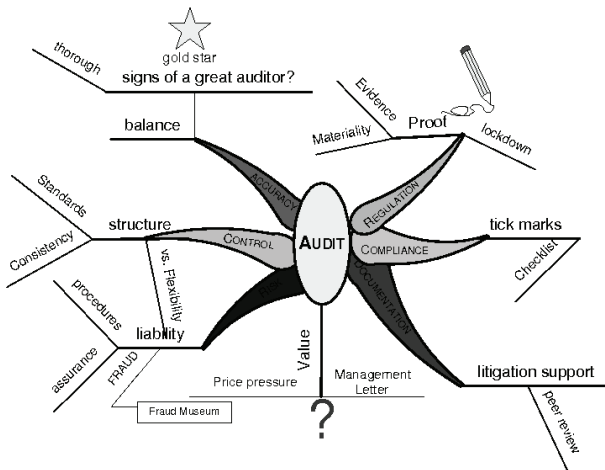 gold star
thorough
signs of a great auditor?
balance
ACCURACY
Evidence
Proof
Materiality
lockdown
REGULATION
Standards
structure
Consistency
CONTROL
vs. Flexibility
AUDIT
COMPLIANCE
tick marks
Checklist
DOCUMENTATION
procedures
liability
assurance
FRAUD
Fraud Museum
Value
Price pressure
Management
Letter
?
litigation support
peer review